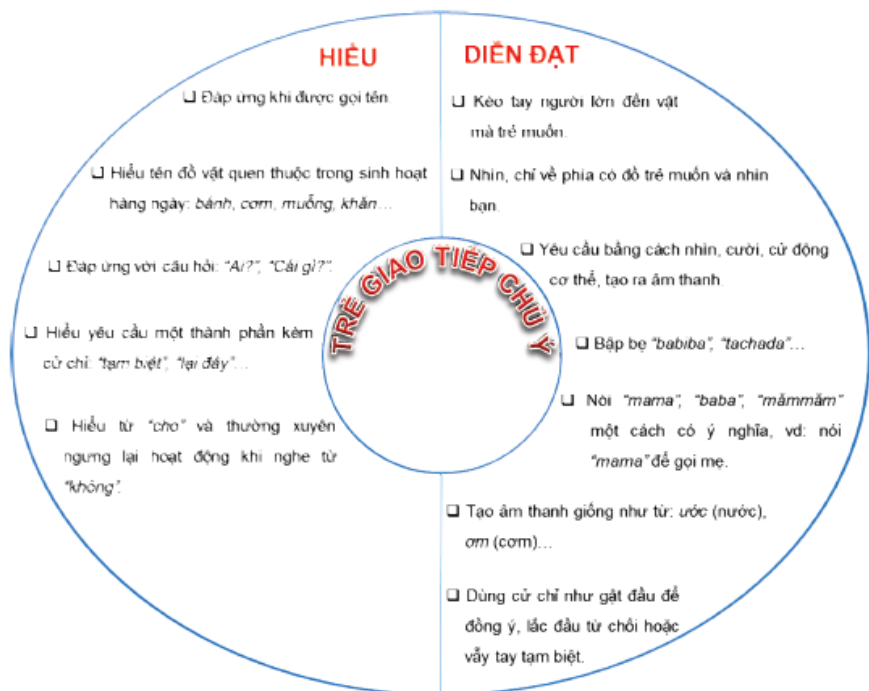 HIỂU
❑ Đáp ứng khi được gọi tên
❑ Hiểu tên đồ vật quen thuộc trong sinh hoạt
hàng ngày: bánh, cơm, muỗng, khăn…
❑ Đáp ứng với câu hỏi: "Ai?", "Cái gì?".
❑ Hiểu yêu cầu một thành phần kèm
cử chỉ: "tạm biệt", "lại đây"…
❑ Hiểu từ "cho" và thường xuyên
ngưng lại hoạt động khi nghe từ
"không".
TRẺ GIAO TIẾP CHỦ Ý
DIỄN ĐẠT
❑ Kéo tay người lớn đến vật
mà trẻ muốn.
❑ Nhìn, chỉ về phía có đồ trẻ muốn và nhìn
bạn.
❑ Yêu cầu bằng cách nhìn, cười, cử động
cơ thể, tạo ra âm thanh.
❑ Bập bẹ "babiba", "tachada"…
❑ Nói "mama", "baba", "mămmăm"
một cách có ý nghĩa, vd: nói
"mama" để gọi mẹ.
❑ Tạo âm thanh giống như từ: ước (nước),
ơm (cơm)…
❑ Dùng cử chỉ như gật đầu để
đồng ý, lắc đầu từ chối hoặc
vẫy tay tạm biệt.